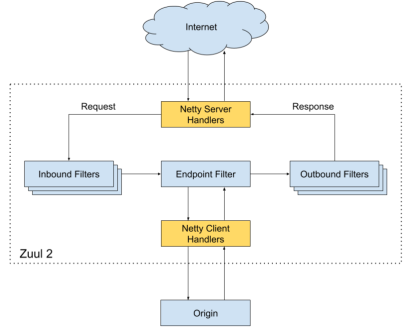 Internet
Netty Server
Handlers
Request
Response
Inbound Filters
Endpoint Filter
Outbound Filters
Netty Client
Handlers
Zuul 2
Origin